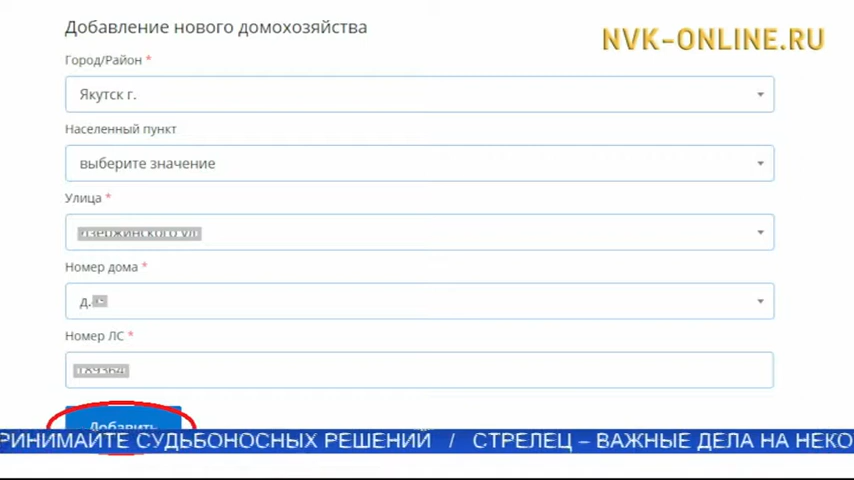 Добавление нового домохозяйства
NVK-ONLINE.RU
Город/Район *
Якутск г.
Населенный пункт
выберите значение
Улица *
Номер дома *
д.
Номер ЛС *
Добавить
РИНИМАЙТЕ СУДЬБОНОСНЫХ РЕШЕНИЙ / СТРЕЛЕЦ – ВАЖНЫЕ ДЕЛА НА НЕКО